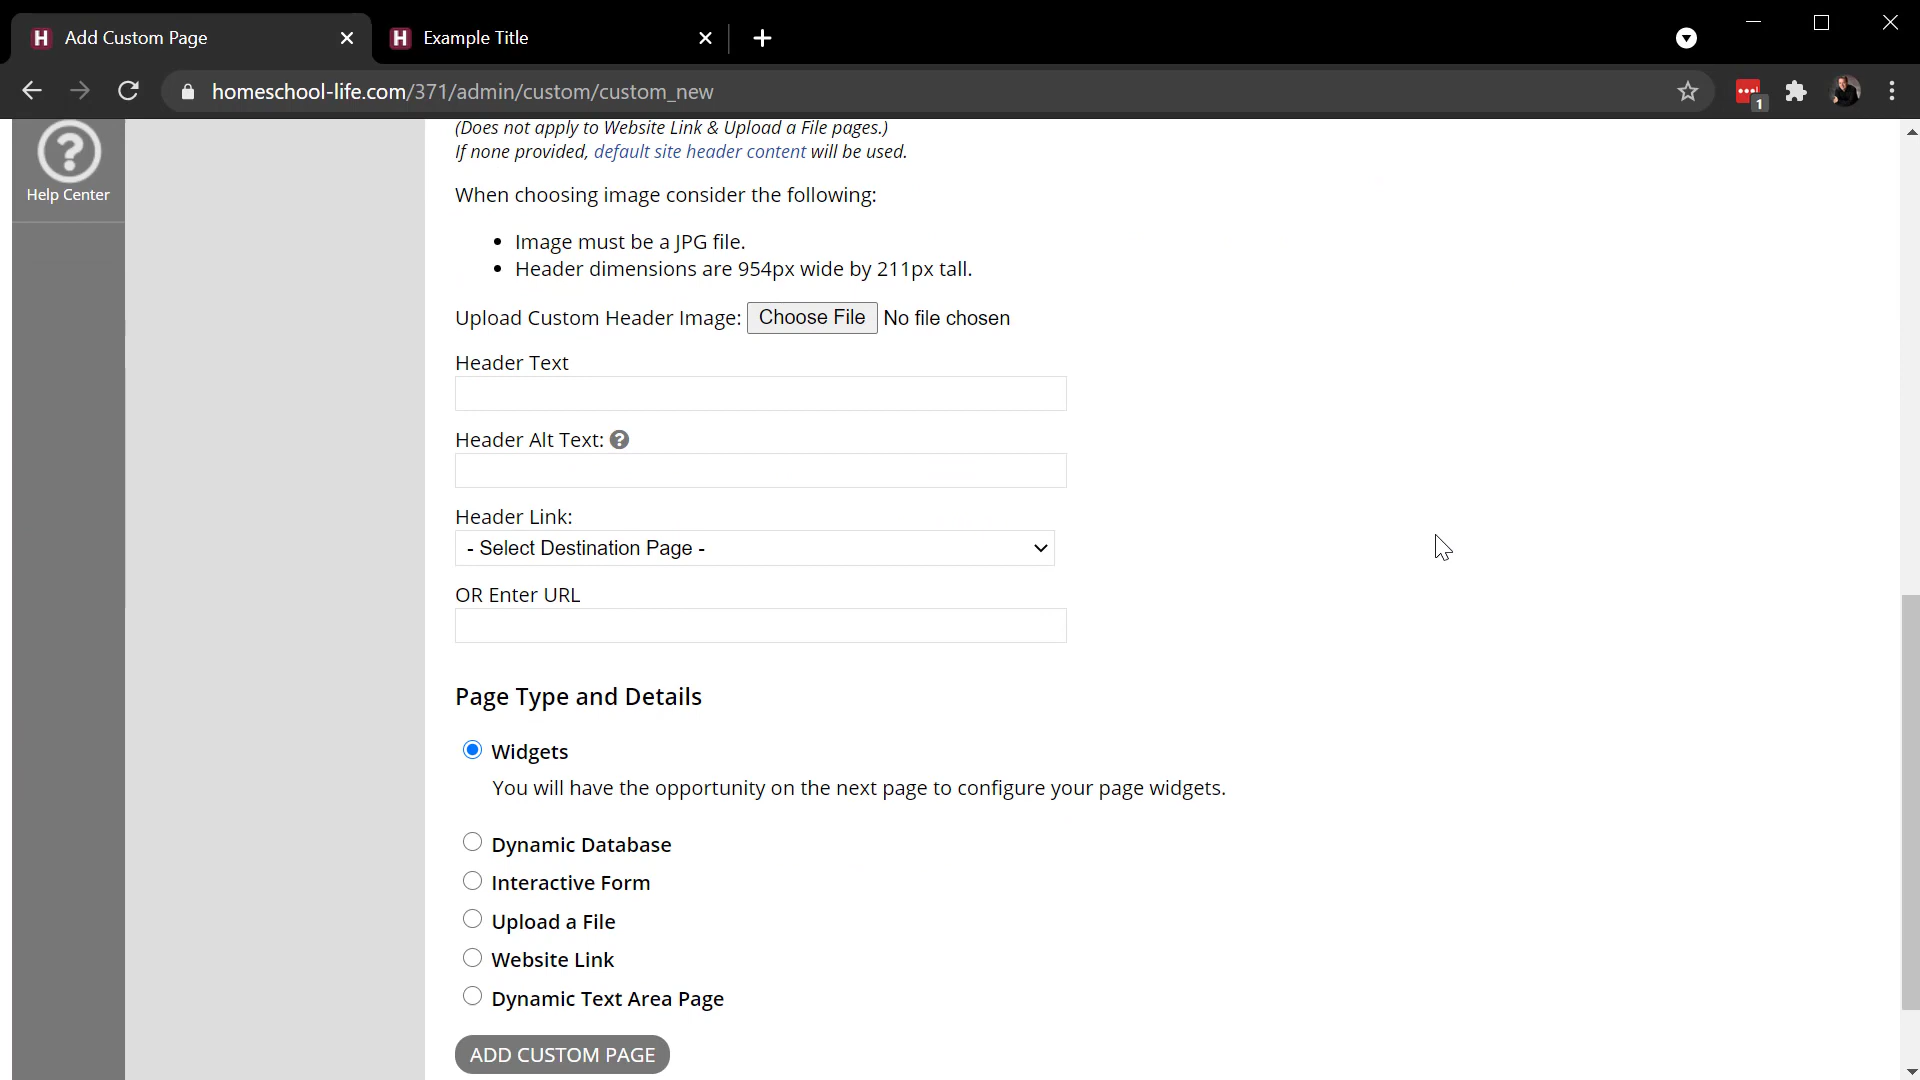 Add Custom Page
Example Title
homeschool-life.com/371/admin/custom/custom_new
1
Help Center
(Does not apply to Website Link & Upload a File pages.)
If none provided, default site header content will be used.
When choosing image consider the following:
• Image must be a JPG file.
• Header dimensions are 954px wide by 211px tall.
Upload Custom Header Image: Choose File No file chosen
Header Text
Header Alt Text: ?
Header Link:
- Select Destination Page -
OR Enter URL
Page Type and Details
Widgets
You will have the opportunity on the next page to configure your page widgets.
Dynamic Database
Interactive Form
Upload a File
Website Link
Dynamic Text Area Page
ADD CUSTOM PAGE